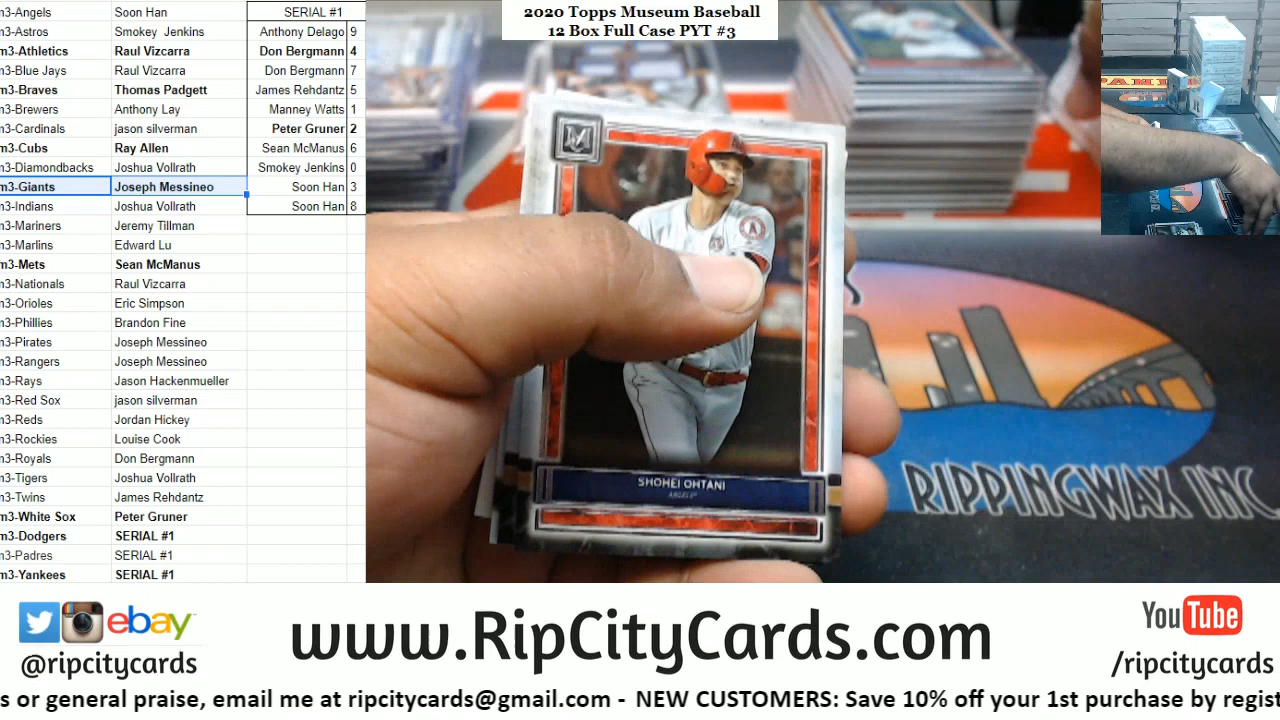 m3-Angels Soon Han SERIAL #1
m3-Astros Smokey Jenkins Anthony Delago 9
m3-Athletics Raul Vizcarra Don Bergmann 4
m3-Blue Jays Raul Vizcarra Don Bergmann 7
m3-Braves Thomas Padgett James Rehdantz 5
m3-Brewers Anthony Lay Manney Watts 1
m3-Cardinals jason silverman Peter Gruner 2
m3-Cubs Ray Allen Sean McManus 6
m3-Diamondbacks Joshua Vollrath Smokey Jenkins 0
m3-Giants Joseph Messineo Soon Han 3
m3-Indians Joshua Vollrath Soon Han 8
m3-Mariners Jeremy Tillman
m3-Marlins Edward Lu
m3-Mets Sean McManus
m3-Nationals Raul Vizcarra
m3-Orioles Eric Simpson
m3-Phillies Brandon Fine
m3-Pirates Joseph Messineo
m3-Rangers Joseph Messineo
m3-Rays Jason Hackenmueller
m3-Red Sox jason silverman
m3-Reds Jordan Hickey
m3-Rockies Louise Cook
m3-Royals Don Bergmann
m3-Tigers Joshua Vollrath
m3-Twins James Rehdantz
m3-White Sox Peter Gruner
m3-Dodgers SERIAL #1
m3-Padres SERIAL #1
m3-Yankees SERIAL #1
2020 Topps Museum Baseball
12 Box Full Case PYT #3
M
A
SHOHEI OHTANI
ANGELS
RIPPINGWAX INC
ebay
@ripcitycards
www.RipCityCards.com
YouTube
/ripcitycards
s or general praise, email me at ripcitycards@gmail.com - NEW CUSTOMERS: Save 10% off your 1st purchase by regist